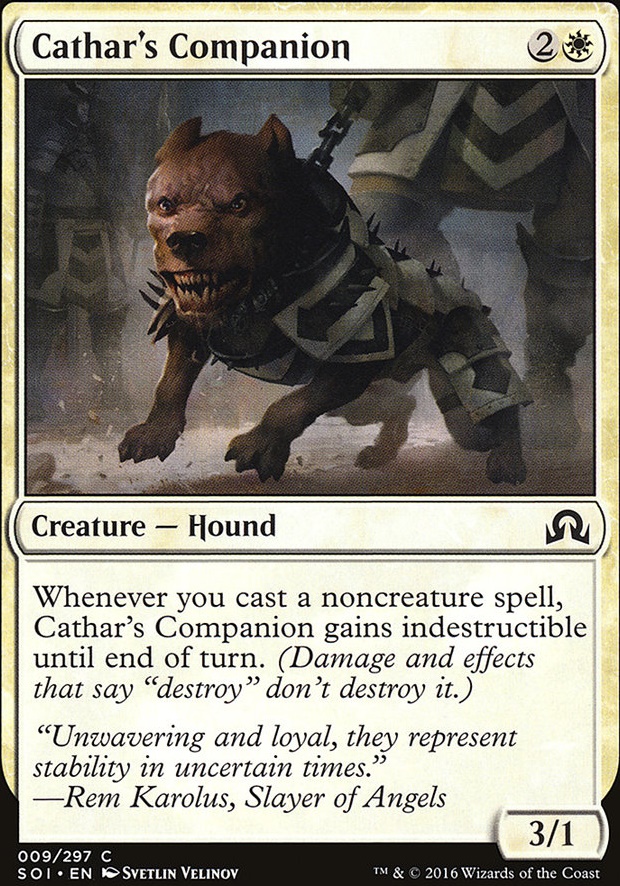 Cathar's Companion 2
Creature — Hound
Whenever you cast a noncreature spell,
Cathar's Companion gains indestructible
until end of turn. (Damage and effects
that say “destroy” don't destroy it.)
“Unwavering and loyal, they represent
stability in uncertain times.”
—Rem Karolus, Slayer of Angels
3/1
009/297 C
SOI • EN Svetlin Velinov
™ & © 2016 Wizards of the Coast